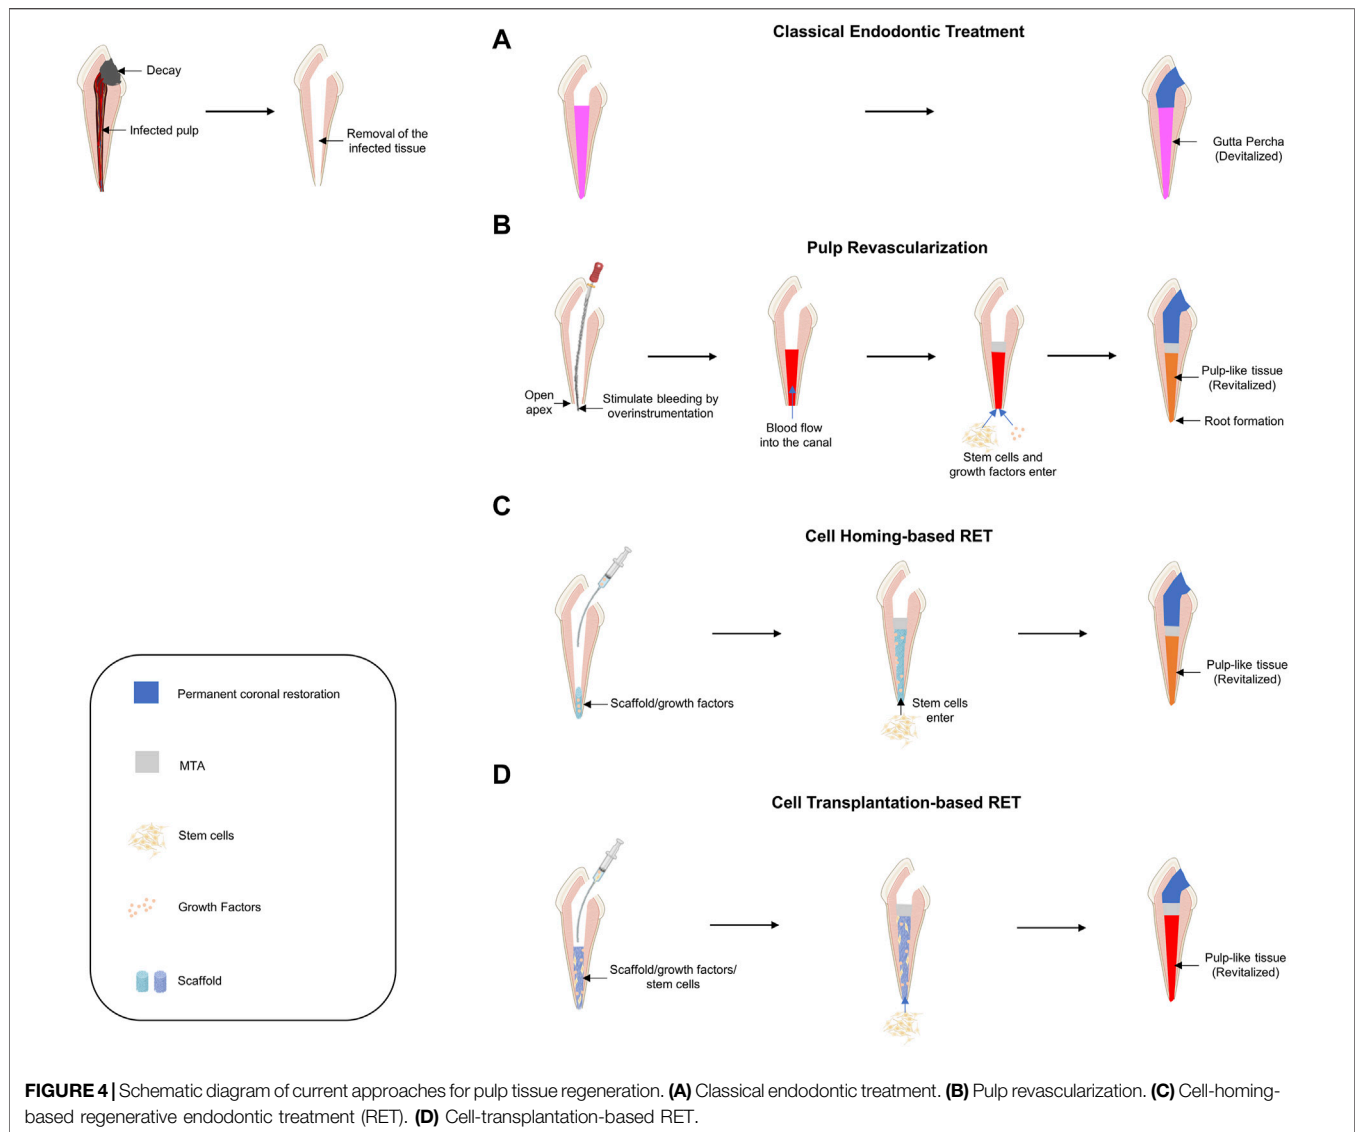 Decay
Infected pulp
Removal of the
infected tissue
A
Classical Endodontic Treatment
Gutta Percha
(Devitalized)
B
Pulp Revascularization
Open
apex
Stimulate bleeding by
overinstrumentation
Blood flow
into the canal
Stem cells and
growth factors enter
Pulp-like tissue
(Revitalized)
Root formation
C
Cell Homing-based RET
Scaffold/growth factors
Stem cells
enter
Pulp-like tissue
(Revitalized)
D
Cell Transplantation-based RET
Scaffold/growth factors/
stem cells
Pulp-like tissue
(Revitalized)
Permanent coronal restoration
MTA
Stem cells
Growth Factors
Scaffold
FIGURE 4 | Schematic diagram of current approaches for pulp tissue regeneration. (A) Classical endodontic treatment. (B) Pulp revascularization. (C) Cell-homing-
based regenerative endodontic treatment (RET). (D) Cell-transplantation-based RET.